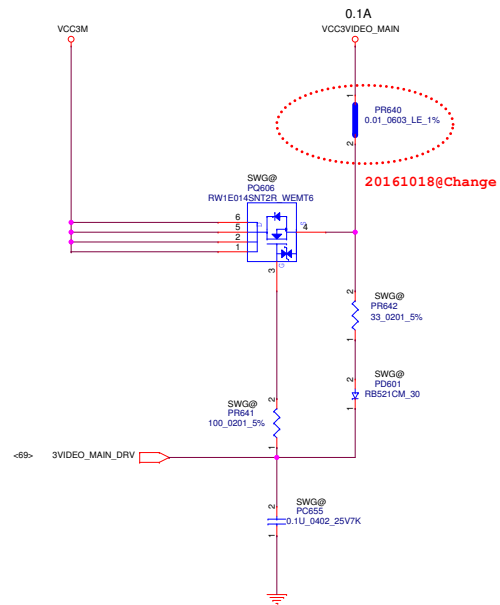 0.1A
VCC3M
VCC3VIDEO_MAIN
1
PR640
0.01_0603_LE_1%
2
20161018@Change
SWG@
PQ606
RW1E014SNT2R_WEMT6
6
5
2
1
4
S
D
G
3
2
SWG@
PR642
33_0201_5%
1
SWG@
2
PD601
RB521CM_30
1
SWG@
2
PR641
100_0201_5%
1
<69>
3VIDEO_MAIN_DRV
SWG@
2
PC655
0.1U_0402_25V7K
1